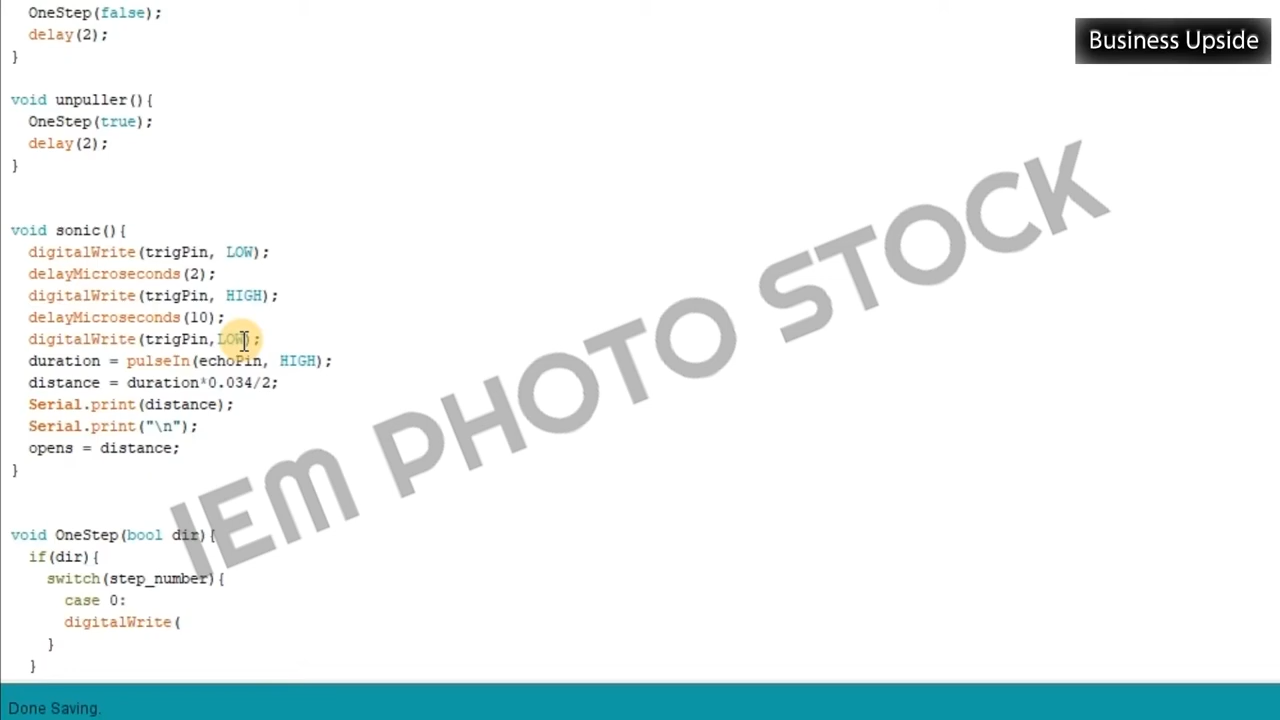 OneStep(false);
delay(2);
}
Business Upside
void unpuller(){
OneStep(true);
delay(2);
}
void sonic(){
digitalWrite(trigPin, LOW);
delayMicroseconds(2);
digitalWrite(trigPin, HIGH);
delayMicroseconds(10);
digitalWrite(trigPin,LOW);
duration = pulseIn(echoPin, HIGH);
distance = duration*0.034/2;
Serial.print(distance);
Serial.print("\n");
opens = distance;
}
IEM PHOTO STOCK
void OneStep(bool dir){
if(dir){
switch(step_number){
case 0:
digitalWrite(
}
}
Done Saving.